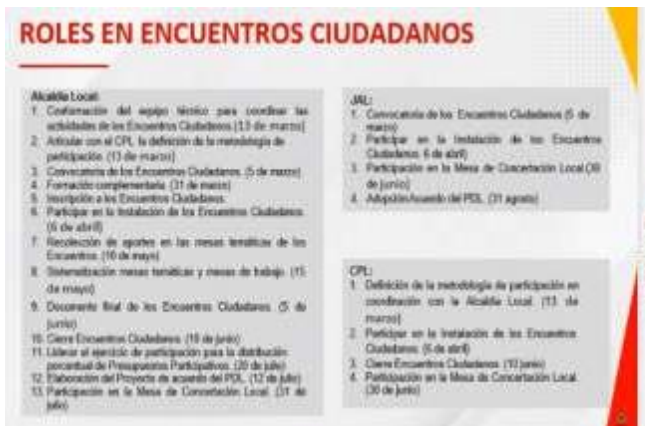 ROLES EN ENCUENTROS CIUDADANOS
Alcaldía Local:
1. Conformación del equipo técnico para coordinar las
actividades de los Encuentros Ciudadanos (13 de marzo)
2. Articular con el CPL la definición de la metodología de
participación. (13 de marzo)
3. Convocatoria de los Encuentros Ciudadanos. (5 de marzo)
4. Formación complementaria. (31 de marzo)
5. Inscripción a los Encuentros Ciudadanos.
6. Participar en la Instalación de los Encuentros Ciudadanos.
(6 de abril)
7. Recolección de aportes en las mesas temáticas de los
Encuentros. (16 de mayo)
8. Sistematización mesas temáticas y mesas de trabajo. (15
de mayo)
9. Documento final de los Encuentros Ciudadanos. (5 de
junio)
10. Cierre Encuentros Ciudadanos. (10 de junio)
11. Liderar el ejercicio de participación para la distribución
porcentual de Presupuestos Participativos. (20 de julio)
12. Elaboración del Proyecto de acuerdo del PDL. (12 de julio)
13. Participación en la Mesa de Concertación Local. (31 de
julio)
JAL:
1. Convocatoria de los Encuentros Ciudadanos (5 de
marzo)
2. Participar en la Instalación de los Encuentros
Ciudadanos. 6 de abril)
3. Participación en la Mesa de Concertación Local.(30
de junio)
4. Adopción Acuerdo del PDL. (31 agosto)
CPL:
1. Definición de la metodología de participación en
coordinación con la Alcaldía Local. (13 de
marzo)
2. Participar en la Instalación de los Encuentros
Ciudadanos. (6 de abril)
3. Cierre Encuentros Ciudadanos. (10 junio)
4. Participación en la Mesa de Concertación Local.
(30 de junio)